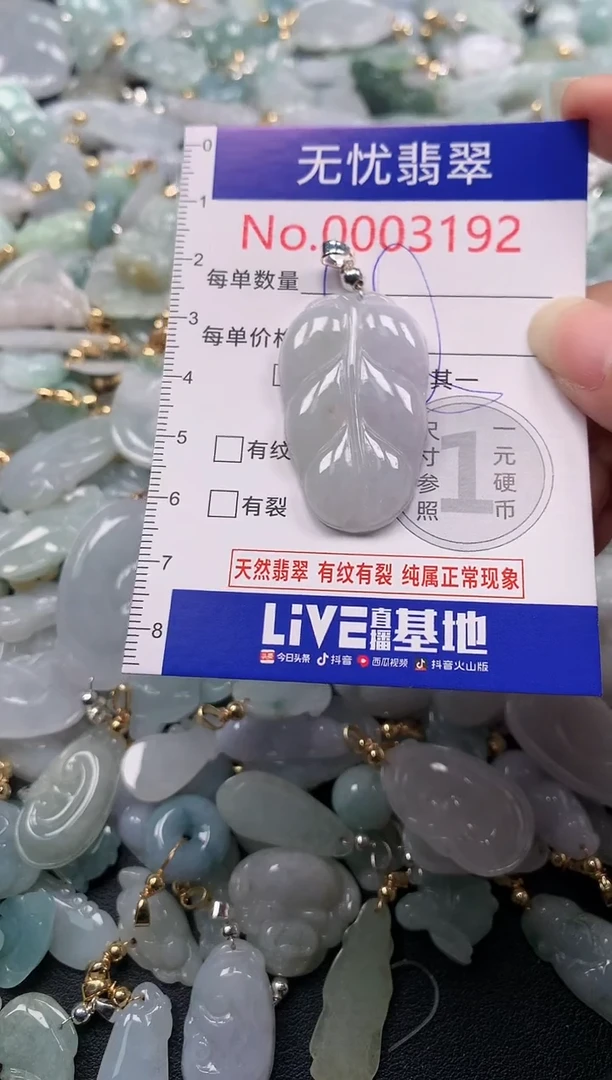 0
无忧翡翠
1
No.0003192
2
每单数量
3
每单价
4
其一
5
有纹
一元硬币
尺寸参照
1
6
有裂
7
天然翡翠 有纹有裂 纯属正常现象
8
LiVE直播基地
头条 今日头条 抖音 西瓜视频 抖音火山版